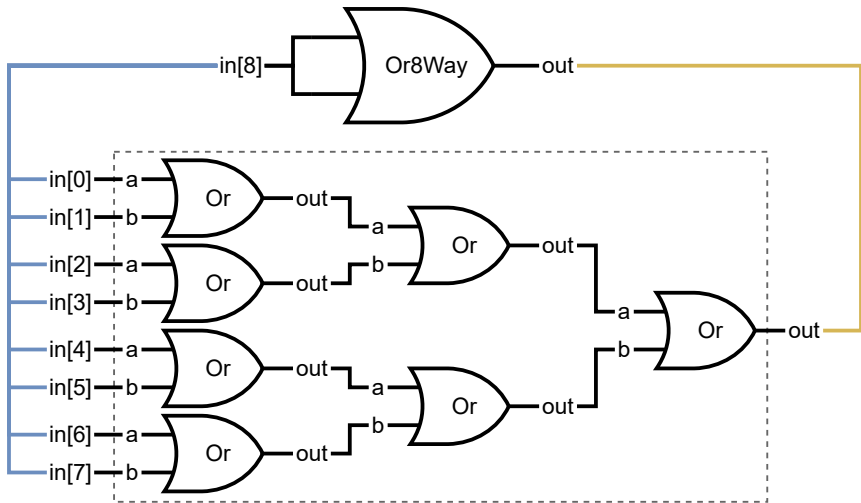 in[8] Or8Way out
in[0] a Or out
in[1] b
a Or out
b
in[2] a Or out
in[3] b
a Or out
b
in[4] a Or out
in[5] b
a Or out
b
in[6] a Or out
in[7] b